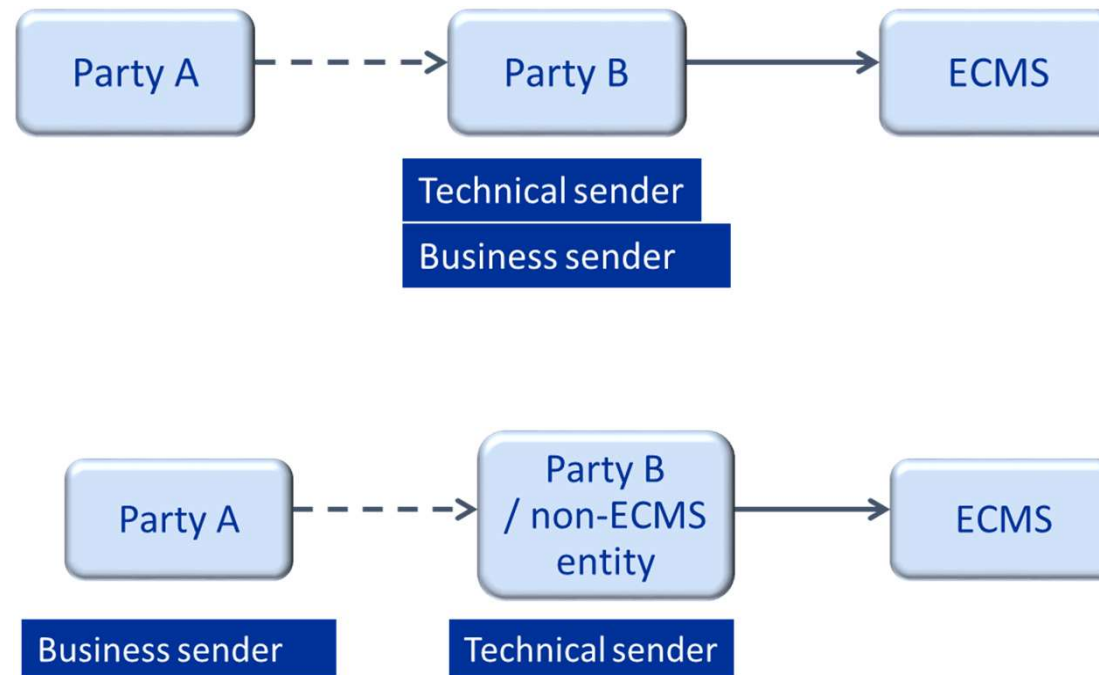 Party A
Party B
ECMS
Technical sender
Business sender
Party A
Party B
/ non-ECMS
entity
ECMS
Business sender
Technical sender